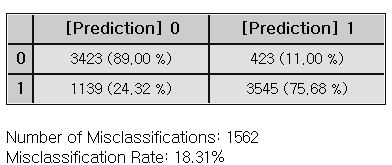 [Prediction] 0 [Prediction] 1
0 3423 (89,00 %) 423 (11,00 %)
1 1139 (24,32 %) 3545 (75,68 %)
Number of Misclassifications: 1562
Misclassification Rate: 18.31%